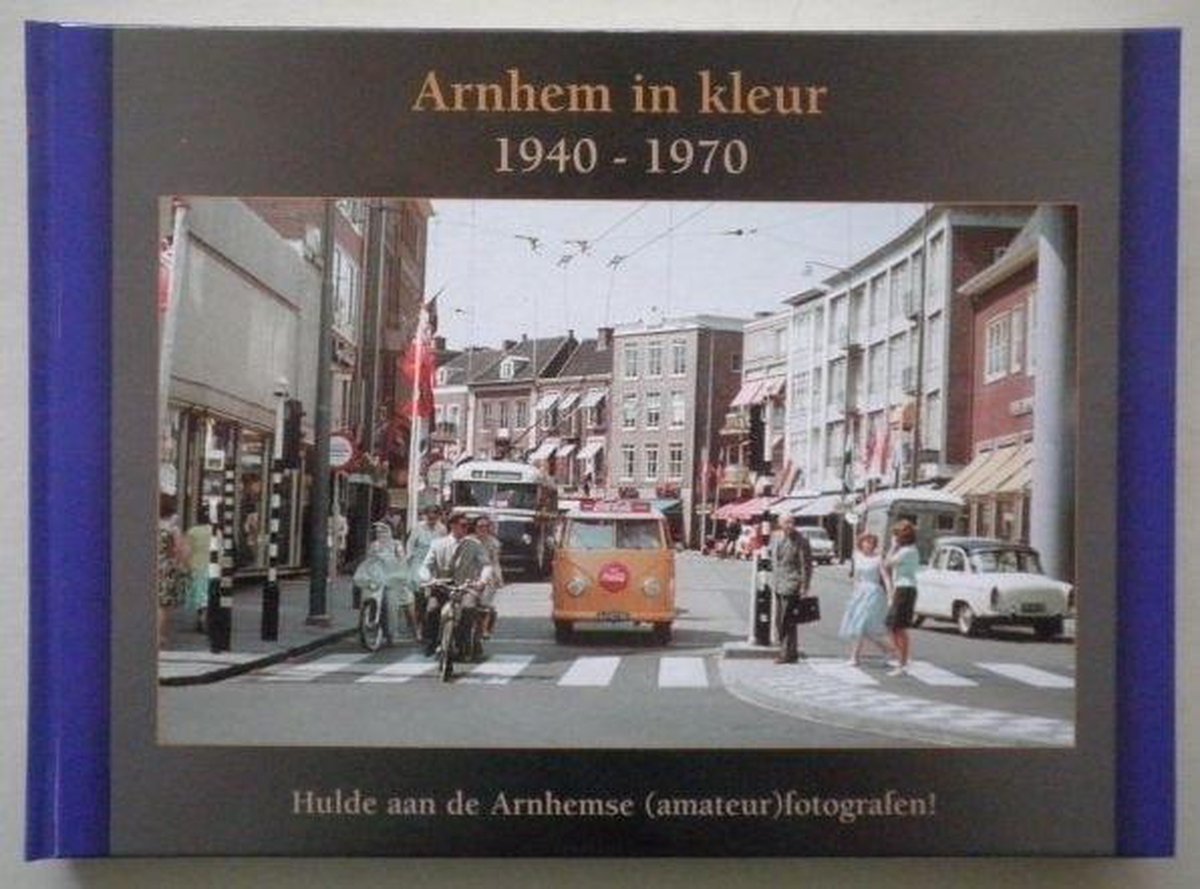 Arnhem in kleur
1940 - 1970
Hulde aan de Arnhemse (amateur)fotografen!